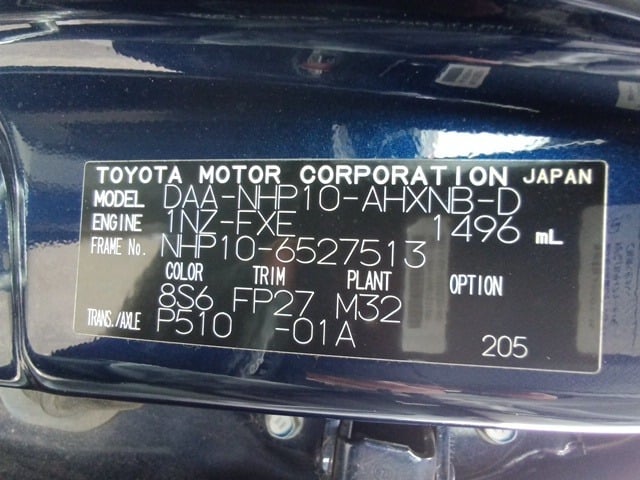 TOYOTA MOTOR CORPORATION JAPAN
MODEL DAA-NHP10-AHXNB-D
ENGINE 1NZ-FXE 1496 mL
FRAME No. NHP10-6527513
COLOR TRIM PLANT OPTION
8S6 FP27 M32
TRANS./AXLE P510 -01A
205